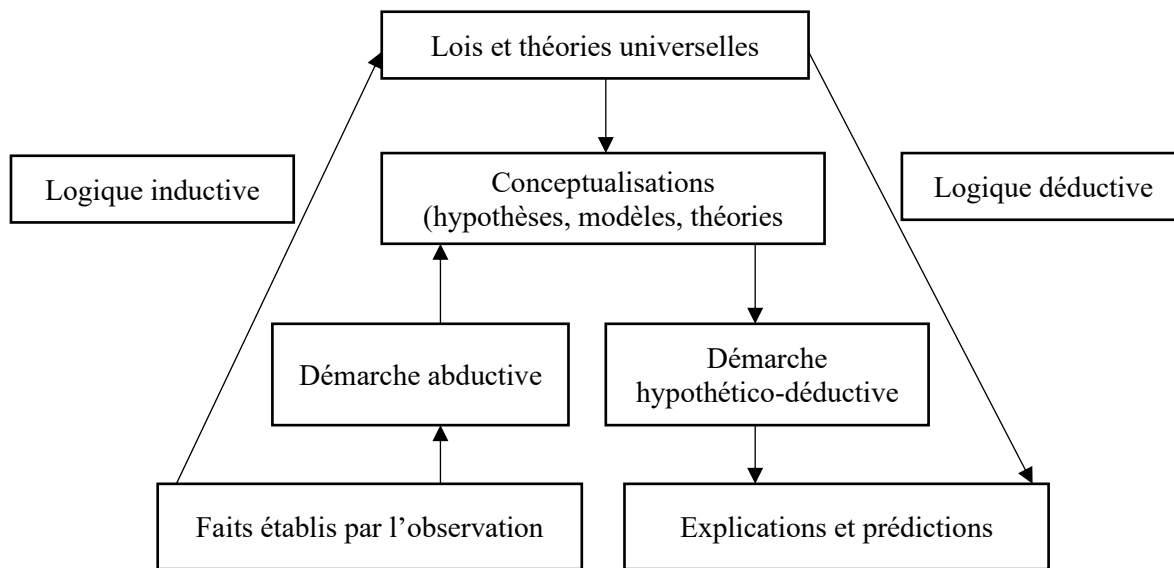 Lois et théories universelles
Logique inductive
Conceptualisations
(hypothèses, modèles, théories
Logique déductive
Démarche abductive
Démarche
hypothético-déductive
Faits établis par l’observation
Explications et prédictions